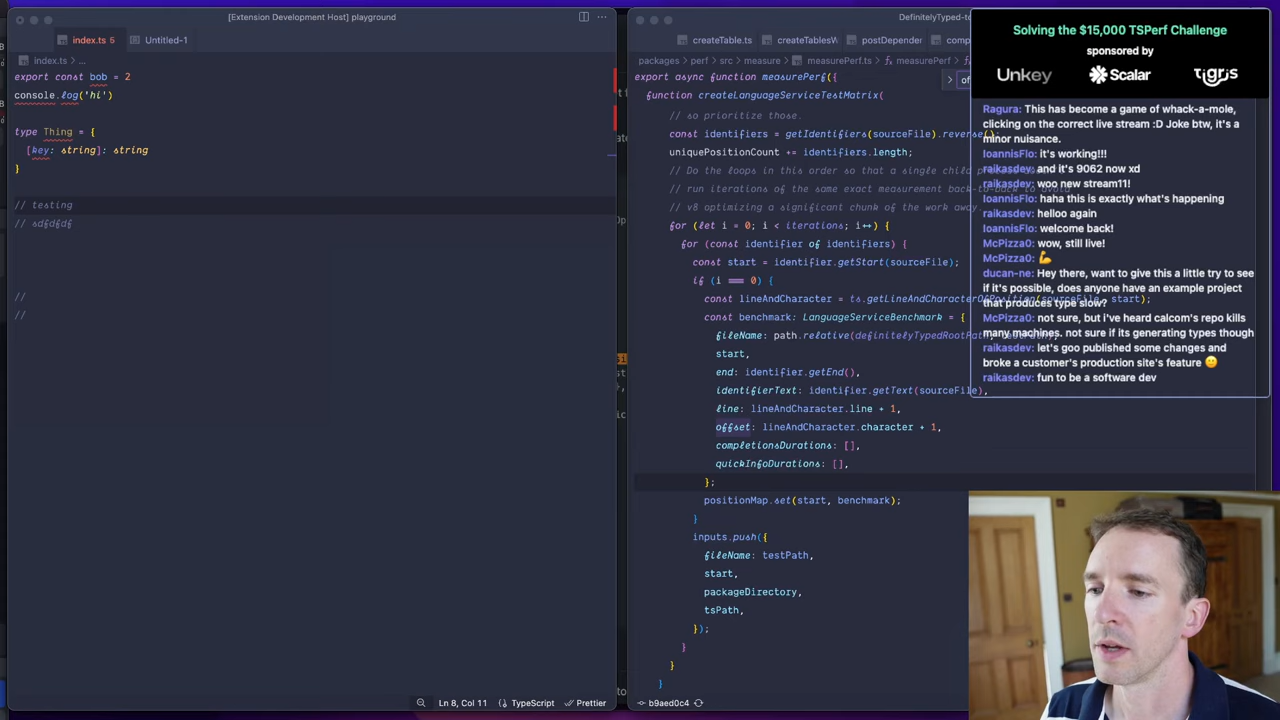 [Extension Development Host] playground
index.ts 5
Untitled-1
index.ts > ...
export const bob = 2
console.log('hi')
type Thing = {
[key: string]: string
}
// testing
// sdfdfdf
//
//
Ln 8, Col 11
TypeScript
Prettier
DefinitelyTyped-to
createTable.ts
createTablesW
postDepender
comp
packages > perf > src > measure > measurePerf.ts > measurePerf
export async function measurePerf({
of
function createLanguageServiceTestMatrix(
// so prioritize those.
const identifiers = getIdentifiers(sourceFile).reverse();
uniquePositionCount += identifiers.length;
// Do the loops in this order so that a single child p
// run iterations of the same exact measurement back-to-back to avoid
// v8 optimizing a significant chunk of the work away.
for (let i = 0; i < iterations; i++) {
for (const identifier of identifiers) {
const start = identifier.getStart(sourceFile);
if (i === 0) {
const lineAndCharacter = ts.getLineAndCharacterOfPosition(sourceFile, start);
const benchmark: LanguageServiceBenchmark = {
fileName: path.relative(definitelyTypedRootPath,
start,
end: identifier.getEnd(),
identifierText: identifier.getText(sourceFile),
line: lineAndCharacter.line + 1,
offset: lineAndCharacter.character + 1,
completionsDurations: [],
quickInfoDurations: [],
};
positionMap.set(start, benchmark);
}
inputs.push({
fileName: testPath,
start,
packageDirectory,
tsPath,
});
}
}
}
b9aed0c4
Solving the $15,000 TSPerf Challenge
sponsored by
Unkey
Scalar
tigris
Ragura: This has become a game of whack-a-mole,
clicking on the correct live stream :D Joke btw, it's a
minor nuisance.
IoannisFlo: it's working!!!
raikasdev: and it's 9062 now xd
raikasdev: woo new stream11!
IoannisFlo: haha this is exactly what's happening
raikasdev: helloo again
IoannisFlo: welcome back!
McPizza0: wow, still live!
McPizza0: 💪
ducan-ne: Hey there, want to give this a little try to see
if it's possible, does anyone have an example project
that produces type slow?
McPizza0: not sure, but i've heard calcom's repo kills
many machines. not sure if its generating types though
raikasdev: let's goo published some changes and
broke a customer's production site's feature 🙁
raikasdev: fun to be a software dev